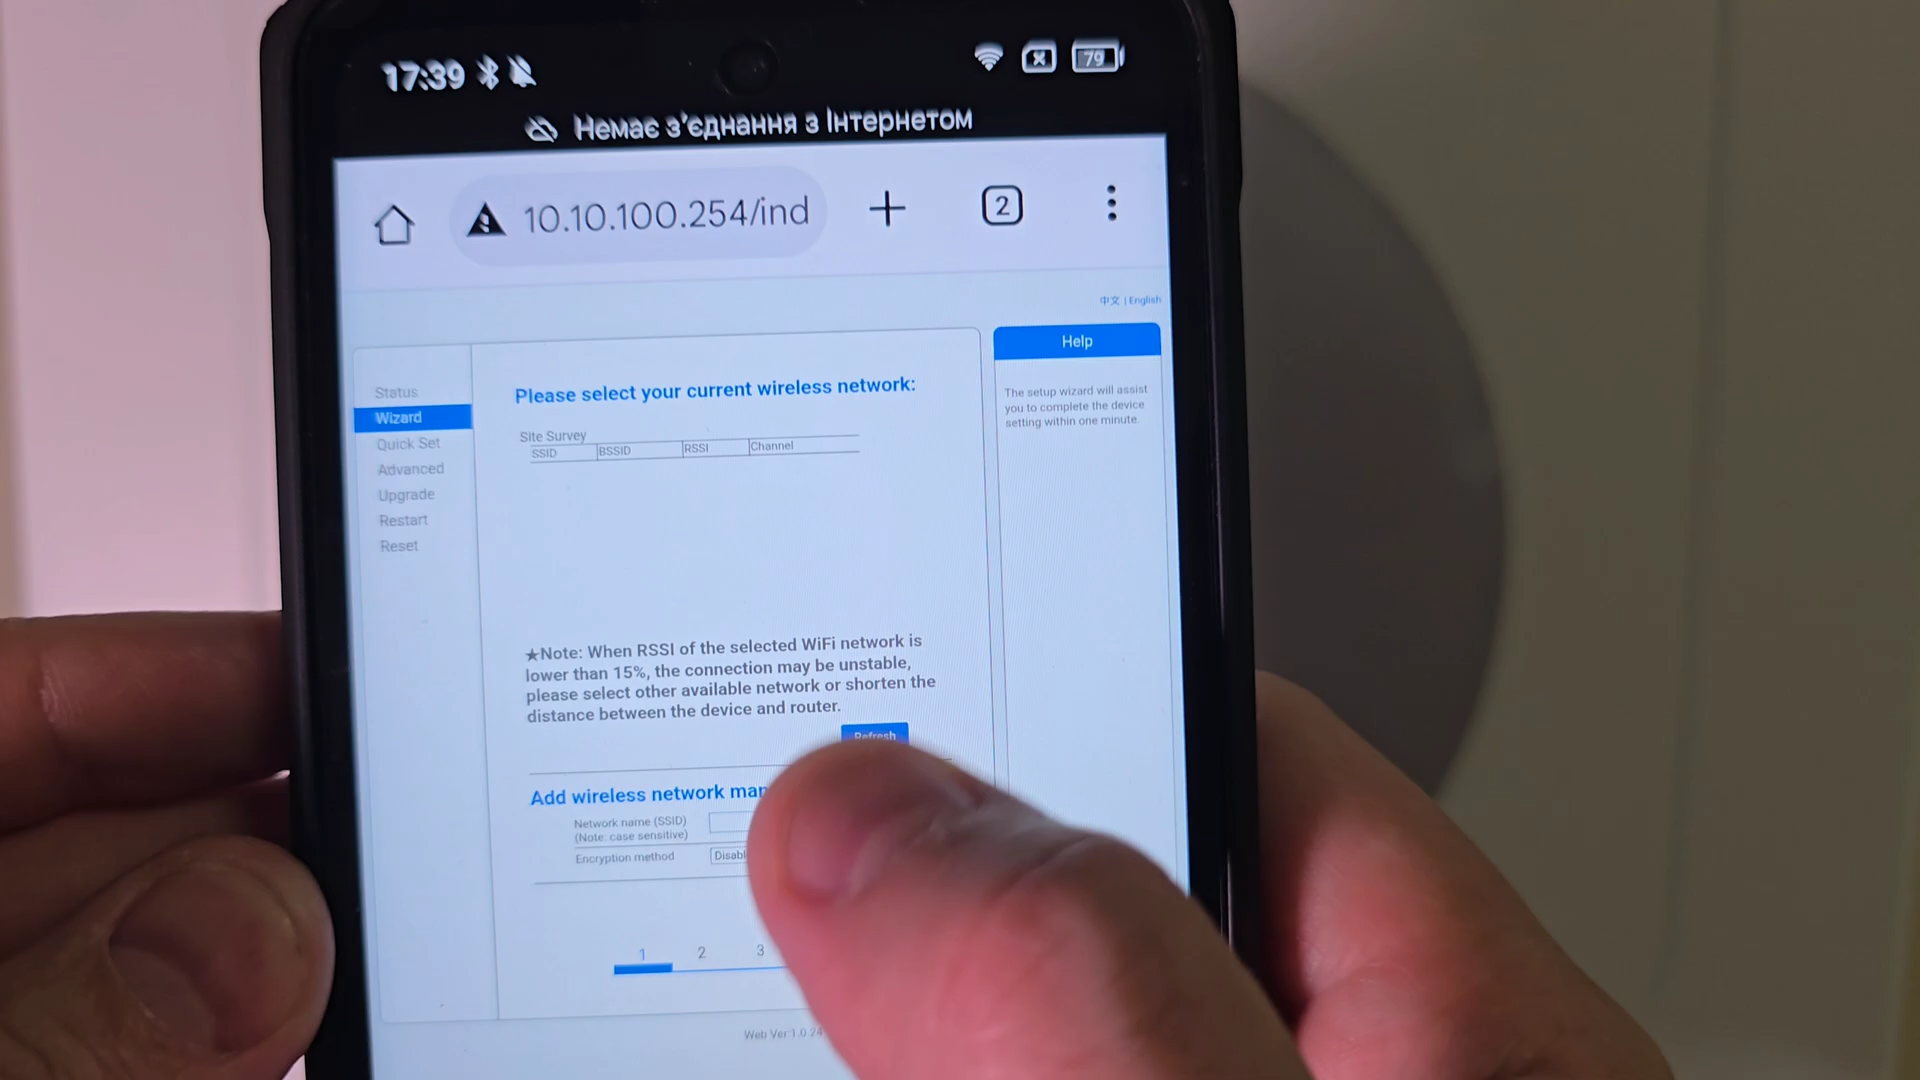 17:39
79
Немає з’єднання з Інтернетом
10.10.100.254/ind
2
中文 | English
Status
Wizard
Quick Set
Advanced
Upgrade
Restart
Reset
Please select your current wireless network:
Site Survey
SSID BSSID RSSI Channel
★Note: When RSSI of the selected WiFi network is
lower than 15%, the connection may be unstable,
please select other available network or shorten the
distance between the device and router.
Refresh
Add wireless network
Network name (SSID)
(Note: case sensitive)
Encryption method
1 2 3
Web Ver:1.0.24
Help
The setup wizard will assist
you to complete the device
setting within one minute.